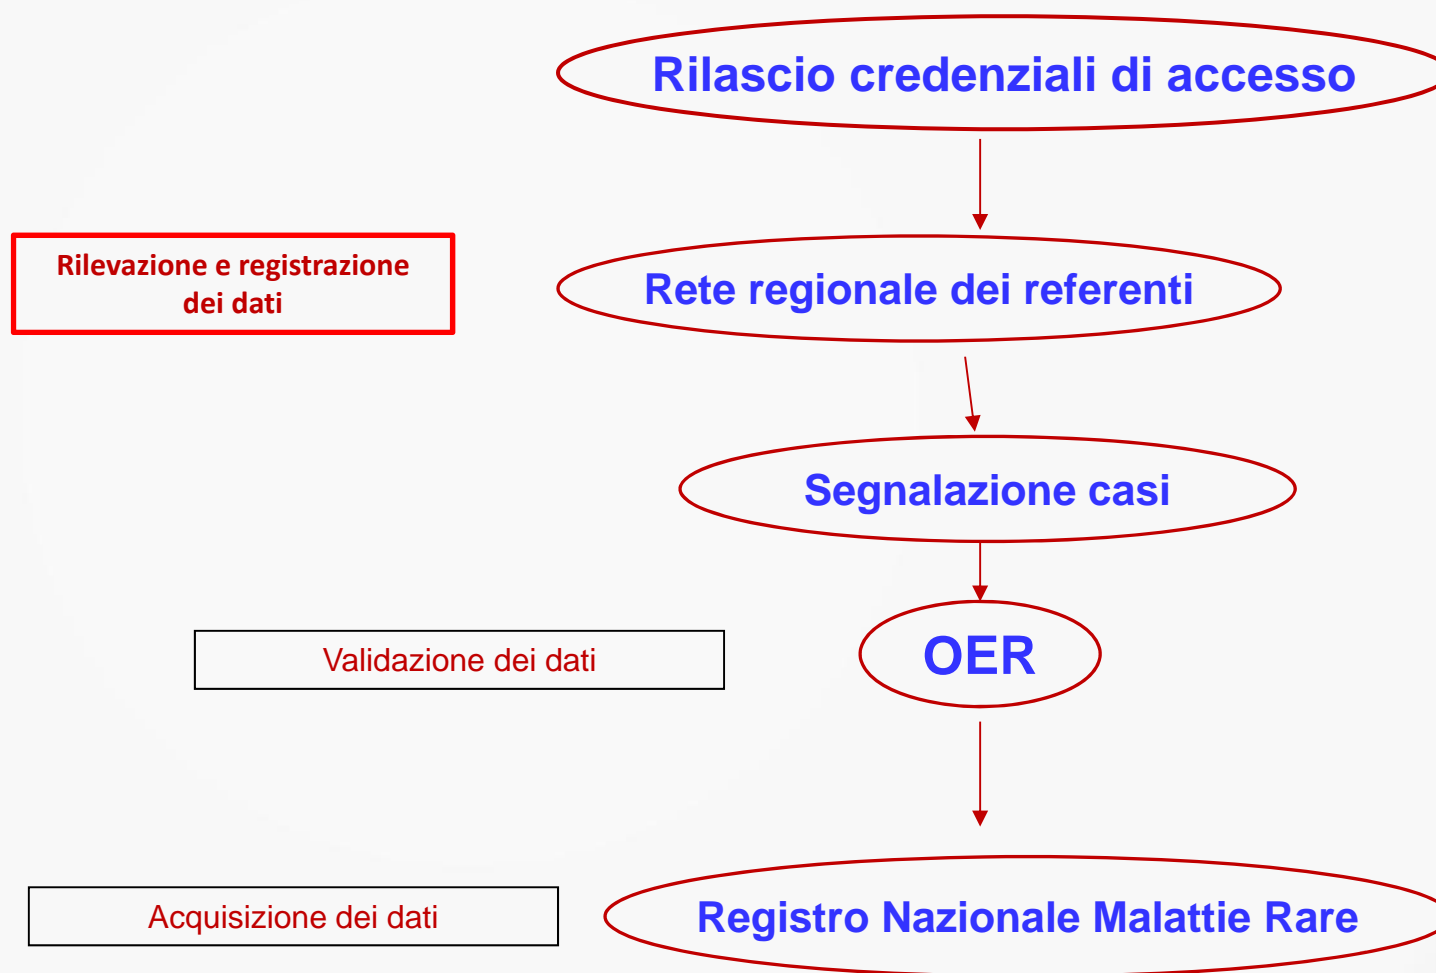 Rilascio credenziali di accesso
Rilevazione e registrazione
dei dati
Rete regionale dei referenti
Segnalazione casi
Validazione dei dati
OER
Acquisizione dei dati
Registro Nazionale Malattie Rare